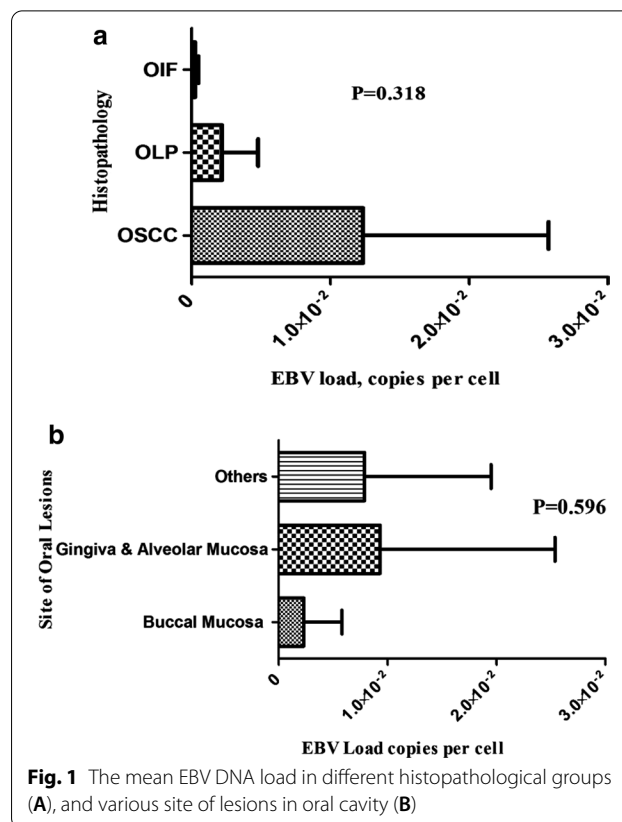 a
Histopathology
OIF
OLP
OSCC
P=0.318
0
1.0×10-2
2.0×10-2
3.0×10-2
EBV load, copies per cell
b
Site of Oral Lesions
Others
Gingiva & Alveolar Mucosa
Buccal Mucosa
P=0.596
0
1.0×10-2
2.0×10-2
3.0×10-2
EBV Load copies per cell
Fig. 1 The mean EBV DNA load in different histopathological groups
(A), and various site of lesions in oral cavity (B)